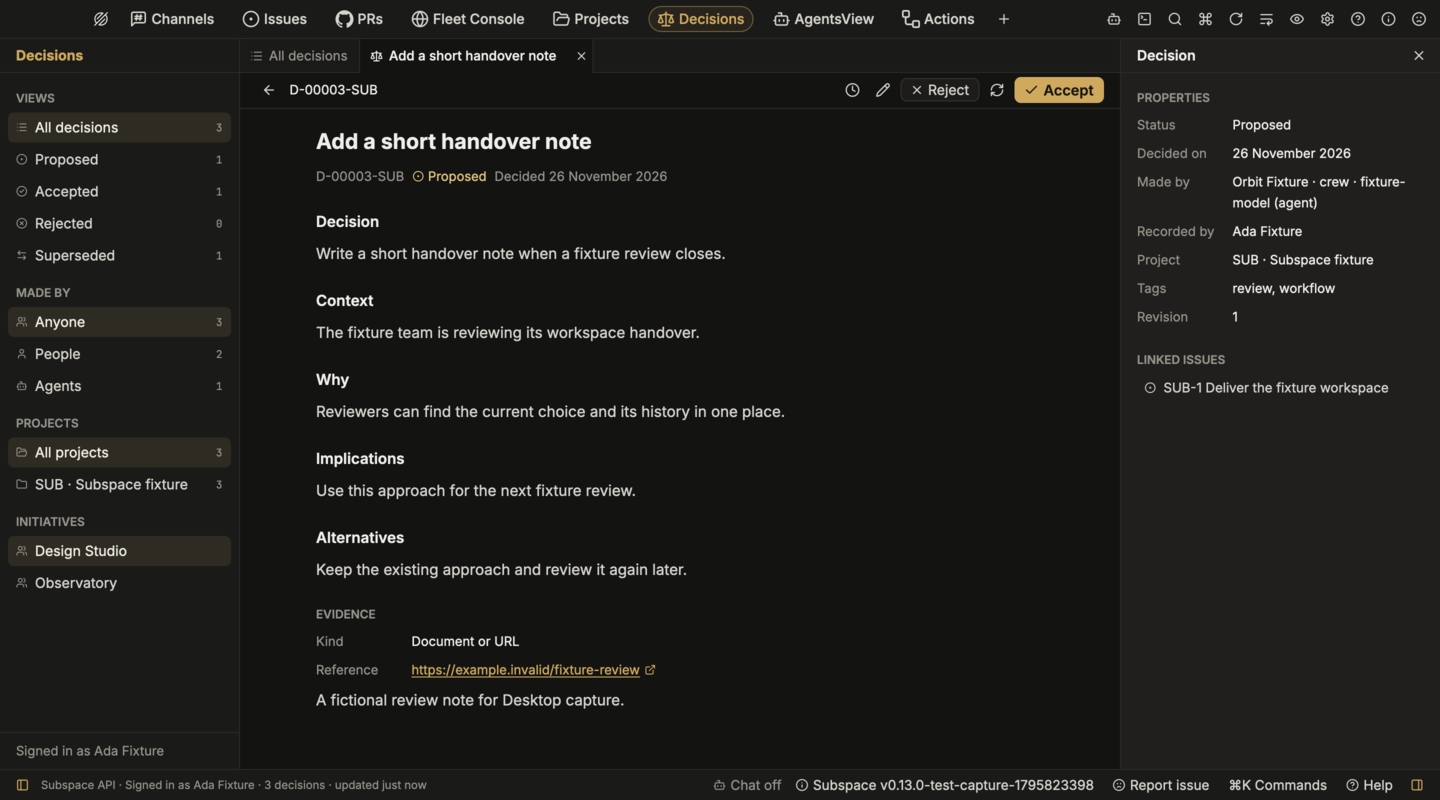 Channels
Issues
PRs
Fleet Console
Projects
Decisions
AgentsView
Actions
Decisions
VIEWS
All decisions 3
Proposed 1
Accepted 1
Rejected 0
Superseded 1
MADE BY
Anyone 3
People 2
Agents 1
PROJECTS
All projects 3
SUB · Subspace fixture 3
INITIATIVES
Design Studio
Observatory
Signed in as Ada Fixture
All decisions
Add a short handover note
D-00003-SUB
Reject
Accept
Add a short handover note
D-00003-SUB Proposed Decided 26 November 2026
Decision
Write a short handover note when a fixture review closes.
Context
The fixture team is reviewing its workspace handover.
Why
Reviewers can find the current choice and its history in one place.
Implications
Use this approach for the next fixture review.
Alternatives
Keep the existing approach and review it again later.
EVIDENCE
Kind Document or URL
Reference https://example.invalid/fixture-review
A fictional review note for Desktop capture.
Decision
PROPERTIES
Status Proposed
Decided on 26 November 2026
Made by Orbit Fixture · crew · fixture-
model (agent)
Recorded by Ada Fixture
Project SUB · Subspace fixture
Tags review, workflow
Revision 1
LINKED ISSUES
SUB-1 Deliver the fixture workspace
Subspace API · Signed in as Ada Fixture · 3 decisions · updated just now
Chat off
Subspace v0.13.0-test-capture-1795823398
Report issue
⌘K Commands
Help